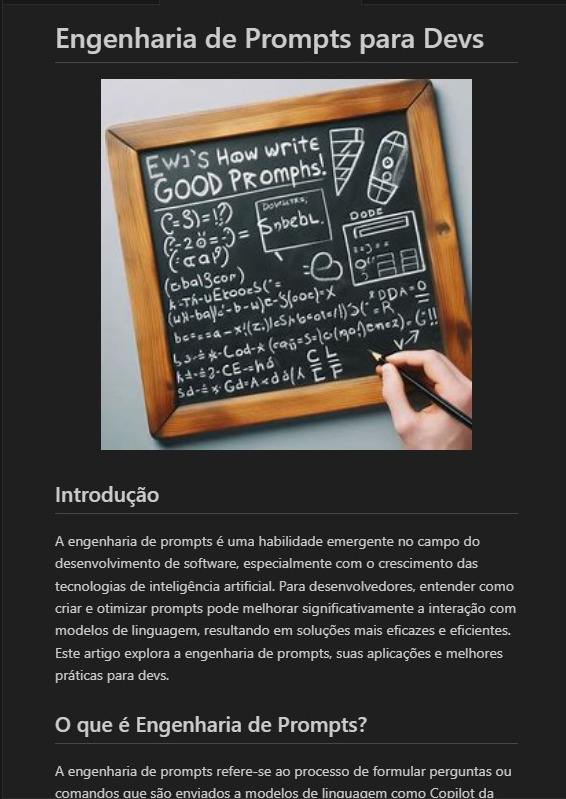 Engenharia de Prompts para Devs
EWJ'S How write
GOOD PRomphs!
DODE
Introdução
A engenharia de prompts é uma habilidade emergente no campo do
desenvolvimento de software, especialmente com o crescimento das
tecnologias de inteligência artificial. Para desenvolvedores, entender como
criar e otimizar prompts pode melhorar significativamente a interação com
modelos de linguagem, resultando em soluções mais eficazes e eficientes.
Este artigo explora a engenharia de prompts, suas aplicações e melhores
práticas para devs.
O que é Engenharia de Prompts?
A engenharia de prompts refere-se ao processo de formular perguntas ou
comandos que são enviados a modelos de linguagem como Copilot da